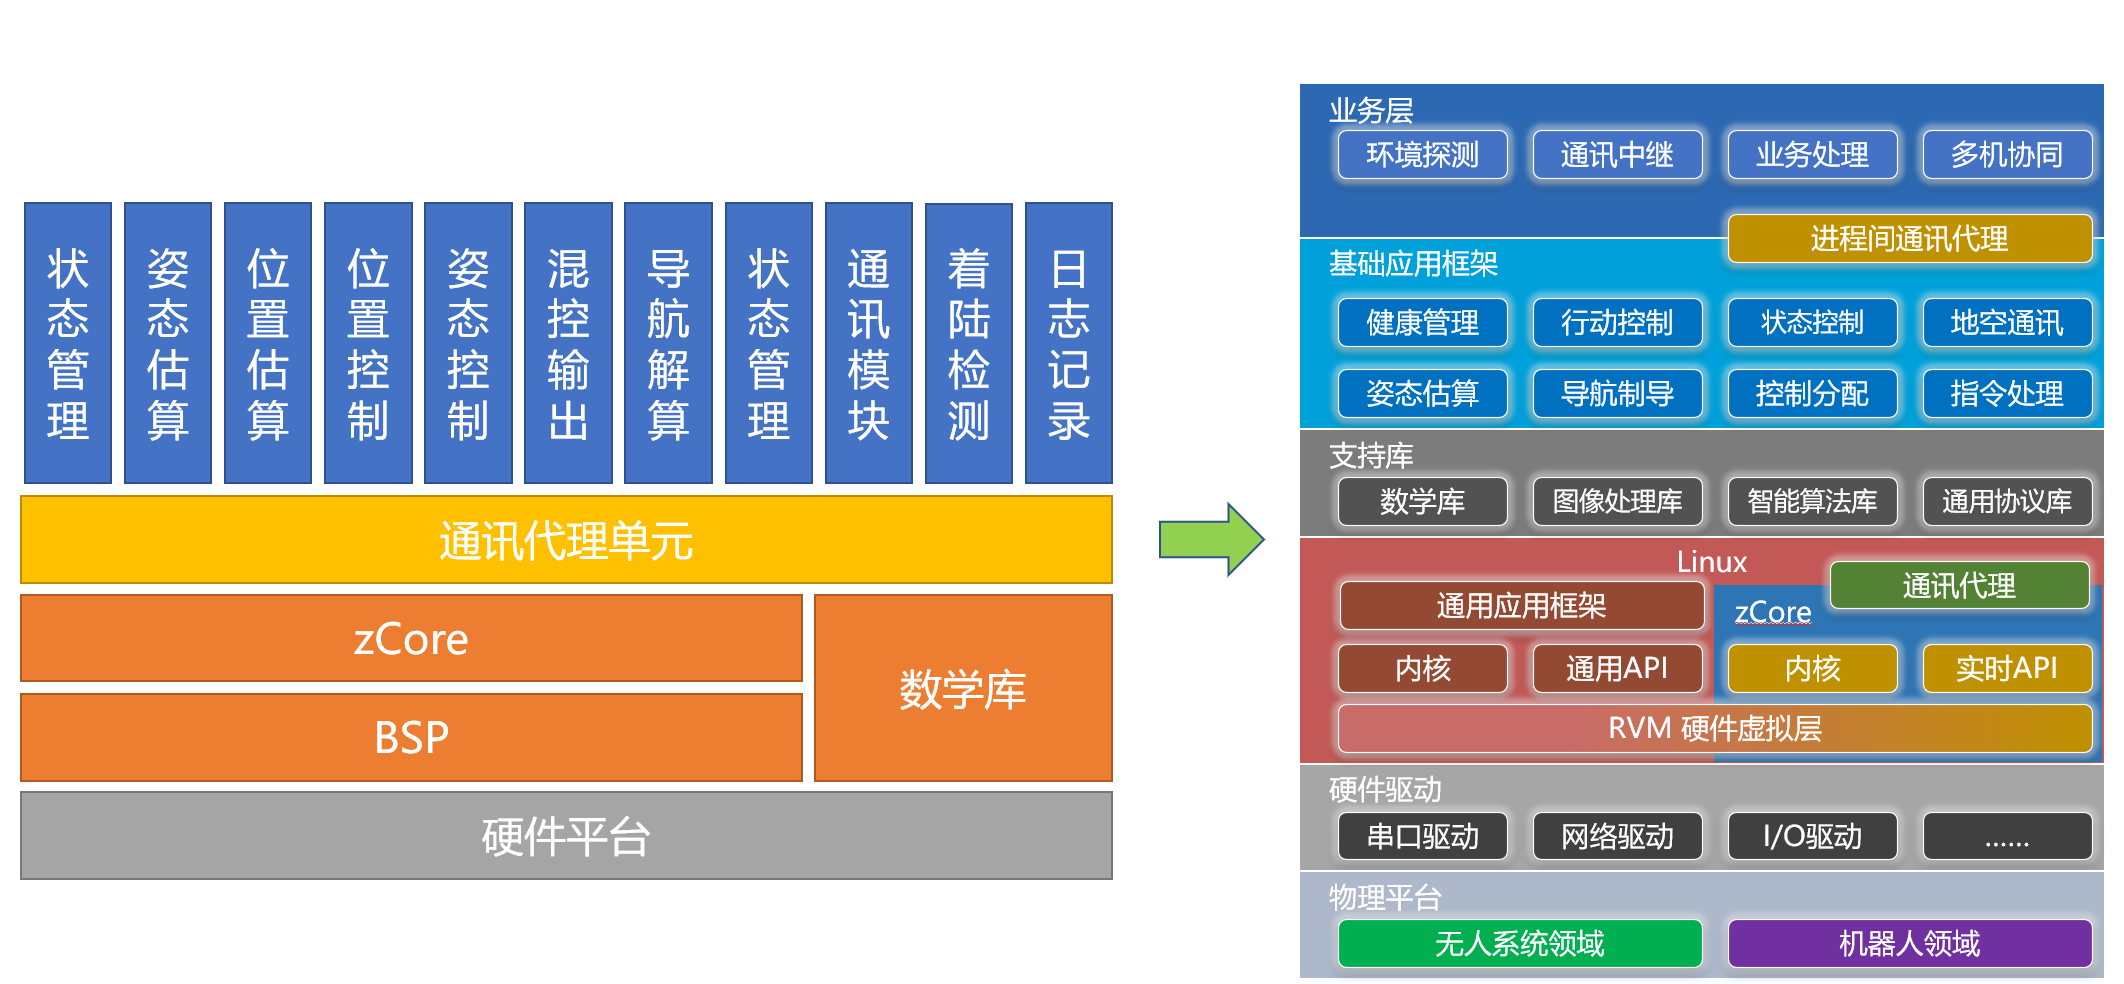 状态管理
姿态估算
位置估算
位置控制
姿态控制
混控输出
导航解算
状态管理
通讯模块
着陆检测
日志记录
通讯代理单元
zCore
BSP
数学库
硬件平台
业务层
环境探测
通讯中继
业务处理
多机协同
进程间通讯代理
基础应用框架
健康管理
行动控制
状态控制
地空通讯
姿态估算
导航制导
控制分配
指令处理
支持库
数学库
图像处理库
智能算法库
通用协议库
Linux
通讯代理
通用应用框架
zCore
内核
通用API
内核
实时API
RVM 硬件虚拟层
硬件驱动
串口驱动
网络驱动
I/O驱动
……
物理平台
无人系统领域
机器人领域